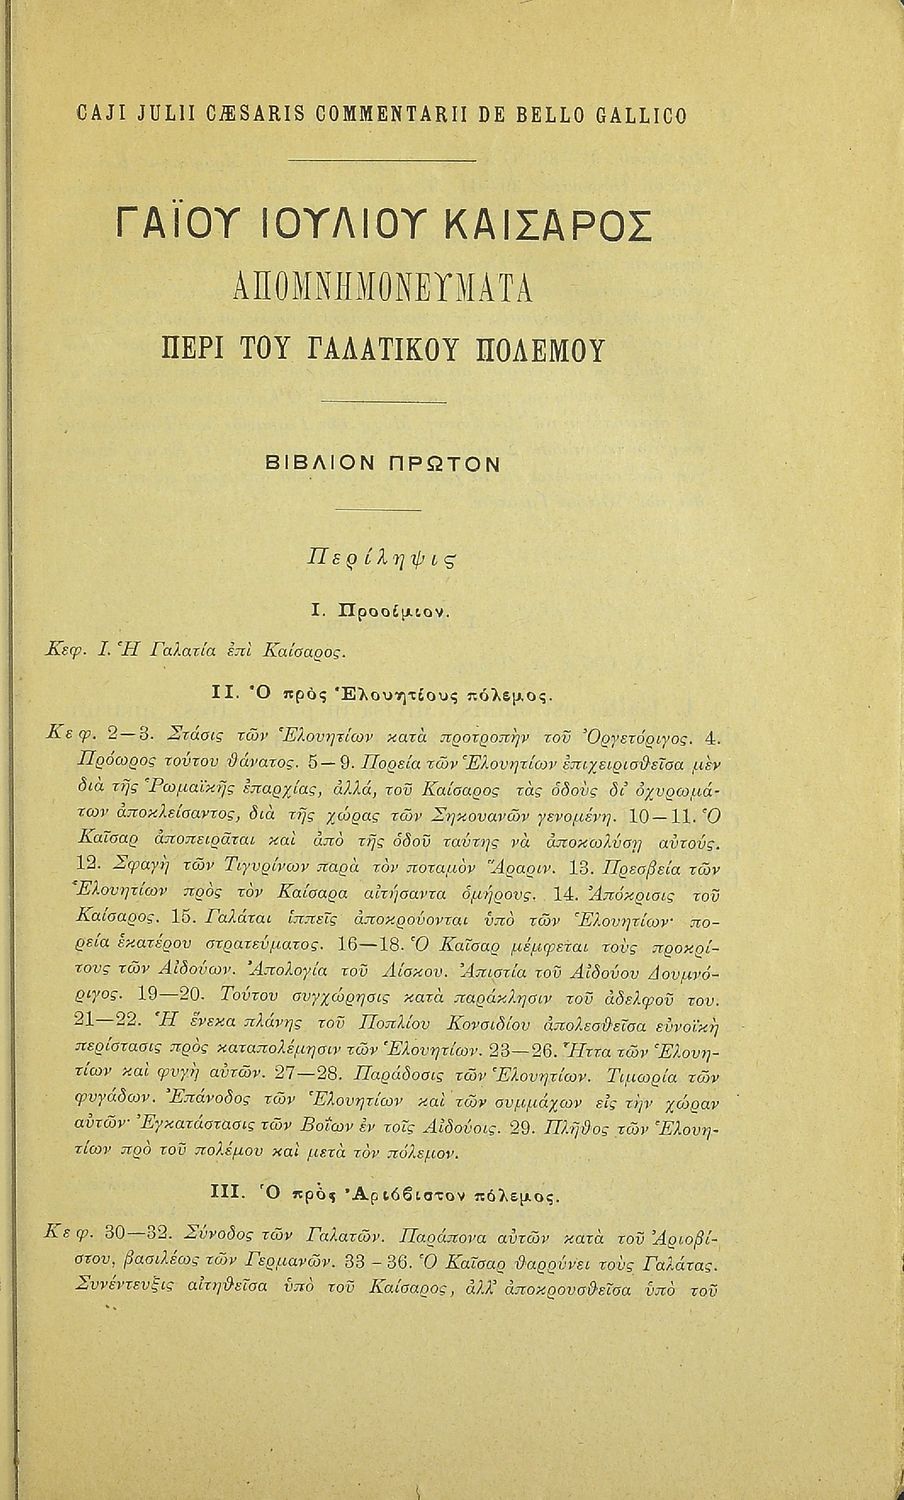 CAJI JULII CÆSARIS COMMENTARII DE BELLO GALLICO
ΓΑΪΟΥ ΙΟΥΛΙΟΥ ΚΑΙΣΑΡΟΣ
ΑΠΟΜΝΗΜΟΝΕΥΜΑΤΑ
ΠΕΡΙ ΤΟΥ ΓΑΛΑΤΙΚΟΥ ΠΟΛΕΜΟΥ
ΒΙΒΛΙΟΝ ΠΡΩΤΟΝ
Περίληψις
I. Προοίμιον.
Κεφ. I. Ἡ Γαλατία ἐπὶ Καίσαρος.
II. Ὁ πρὸς Ἑλουητίους πόλεμος.
Κεφ. 2—3. Στάσις τῶν Ἑλουητίων κατὰ προτροπὴν τοῦ Ὀργετόριγος. 4.
Πρόωρος τούτου θάνατος. 5—9. Πορεία τῶν Ἑλουητίων ἐπιχειρισθεῖσα μὲν
διὰ τῆς Ῥωμαϊκῆς ἐπαρχίας, ἀλλά, τοῦ Καίσαρος τὰς ὁδοὺς δι' ὀχυρωμά-
των ἀποκλείσαντος, διὰ τῆς χώρας τῶν Σηκουανῶν γενομένη. 10—11. Ὁ
Καῖσαρ ἀποπειρᾶται καὶ ἀπὸ τῆς ὁδοῦ ταύτης νὰ ἀποκωλύσῃ αὐτούς.
12. Σφαγὴ τῶν Τιγυρίνων παρὰ τὸν ποταμὸν Ἄραριν. 13. Πρεσβεία τῶν
Ἑλουητίων πρὸς τὸν Καίσαρα αἰτήσαντα ὁμήρους. 14. Ἀπόκρισις τοῦ
Καίσαρος. 15. Γαλάται ἱππεῖς ἀποκρούονται ὑπὸ τῶν Ἑλουητίων· πο-
ρεία ἑκατέρου στρατεύματος. 16—18. Ὁ Καῖσαρ μέμφεται τοὺς προκρί-
τους τῶν Αἰδούων. Ἀπολογία τοῦ Λίσκου. Ἀπιστία τοῦ Αἰδούου Δουμνό-
ριγος. 19—20. Τούτου συγχώρησις κατὰ παράκλησιν τοῦ ἀδελφοῦ του.
21—22. Ἡ ἕνεκα πλάνης τοῦ Ποπλίου Κονσιδίου ἀπολεσθεῖσα εὐνοϊκὴ
περίστασις πρὸς καταπολέμησιν τῶν Ἑλουητίων. 23—26. Ἧττα τῶν Ἑλουη-
τίων καὶ φυγὴ αὐτῶν. 27—28. Παράδοσις τῶν Ἑλουητίων. Τιμωρία τῶν
φυγάδων. Ἐπάνοδος τῶν Ἑλουητίων καὶ τῶν συμμάχων εἰς τὴν χώραν
αὐτῶν· Ἐγκατάστασις τῶν Βοΐων ἐν τοῖς Αἰδούοις. 29. Πλῆθος τῶν Ἑλουη-
τίων πρὸ τοῦ πολέμου καὶ μετὰ τὸν πόλεμον.
III. Ὁ πρὸς Ἀριόβιστον πόλεμος.
Κεφ. 30—32. Σύνοδος τῶν Γαλατῶν. Παράπονα αὐτῶν κατὰ τοῦ Ἀριοβί-
στου, βασιλέως τῶν Γερμανῶν. 33-36. Ὁ Καῖσαρ θαρρύνει τοὺς Γαλάτας.
Συνέντευξις αἰτηθεῖσα ὑπὸ τοῦ Καίσαρος, ἀλλ' ἀποκρουσθεῖσα ὑπὸ τοῦ